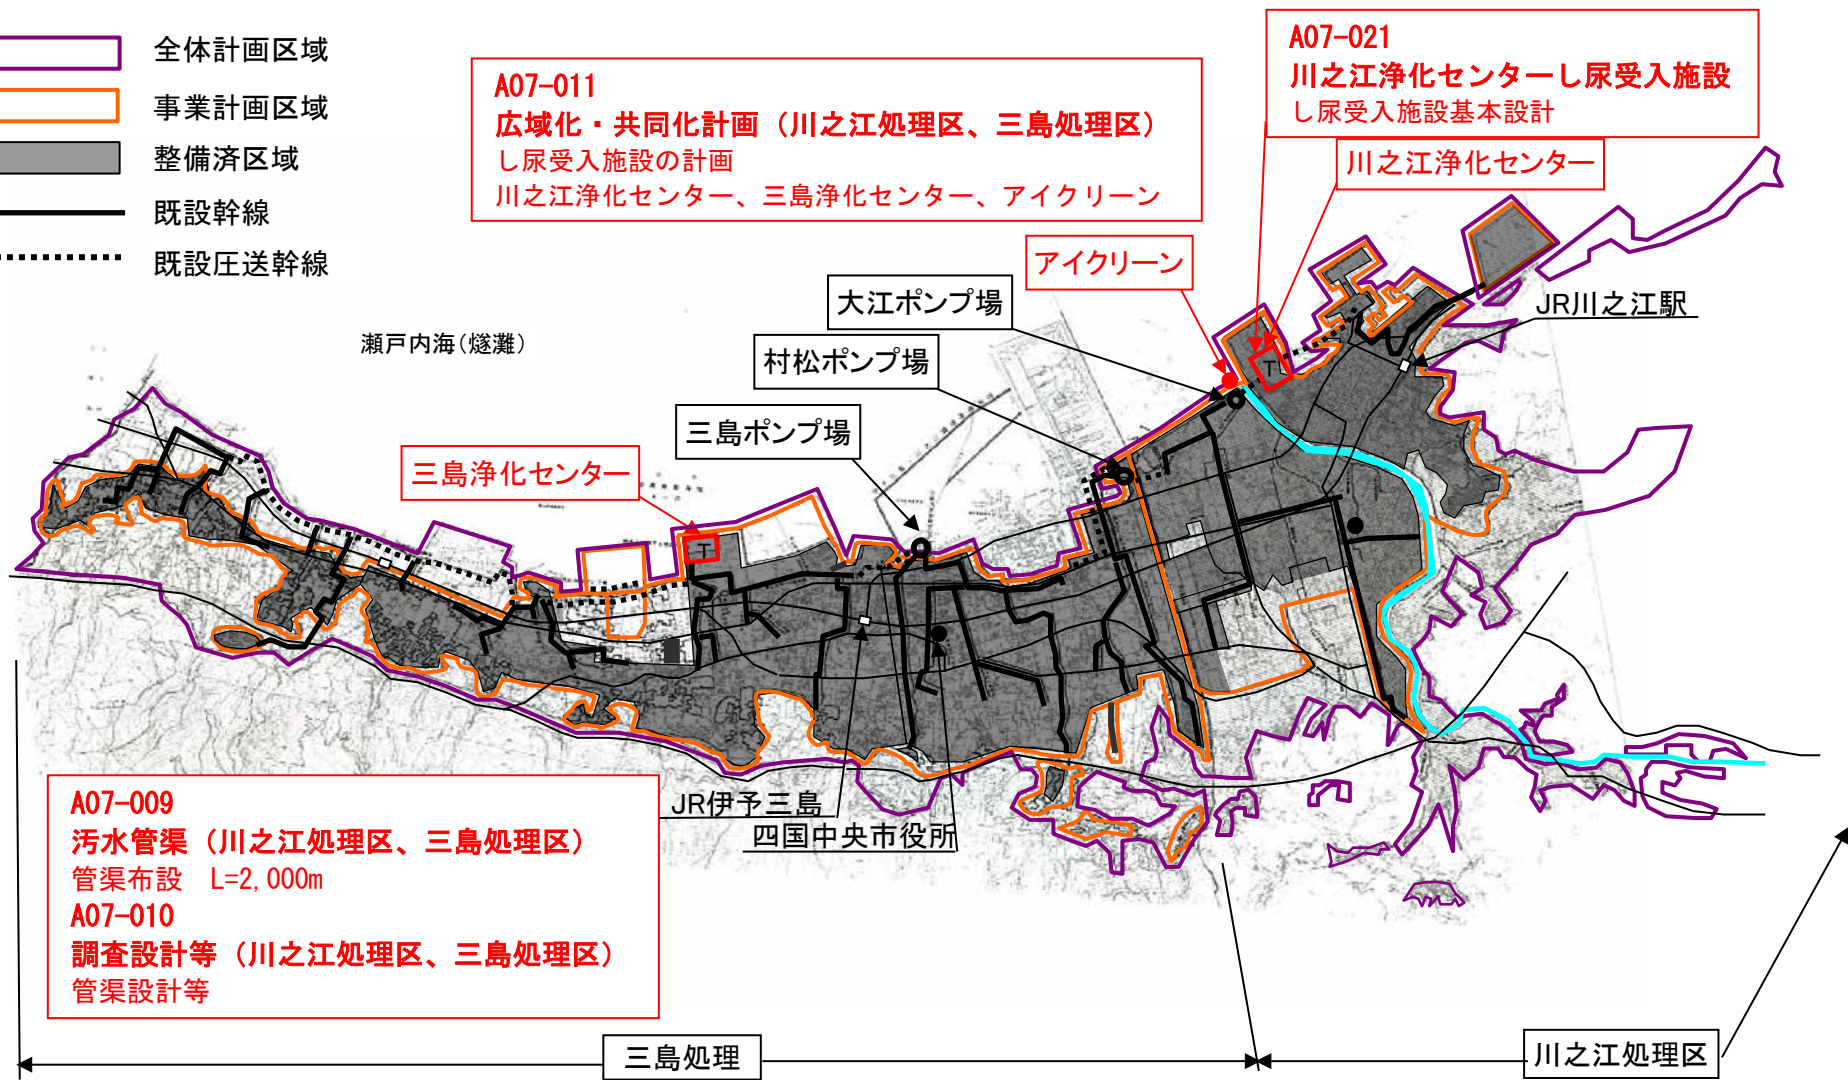 全体計画区域
事業計画区域
整備済区域
既設幹線
既設圧送幹線
A07-011
広域化・共同化計画（川之江処理区、三島処理区）
し尿受入施設の計画
川之江浄化センター、三島浄化センター、アイクリーン
A07-021
川之江浄化センターし尿受入施設
し尿受入施設基本設計
川之江浄化センター
アイクリーン
大江ポンプ場
JR川之江駅
瀬戸内海（燧灘）
村松ポンプ場
三島ポンプ場
三島浄化センター
T
T
A07-009
汚水管渠（川之江処理区、三島処理区）
管渠布設　L=2,000m
A07-010
調査設計等（川之江処理区、三島処理区）
管渠設計等
JR伊予三島
四国中央市役所
三島処理
川之江処理区